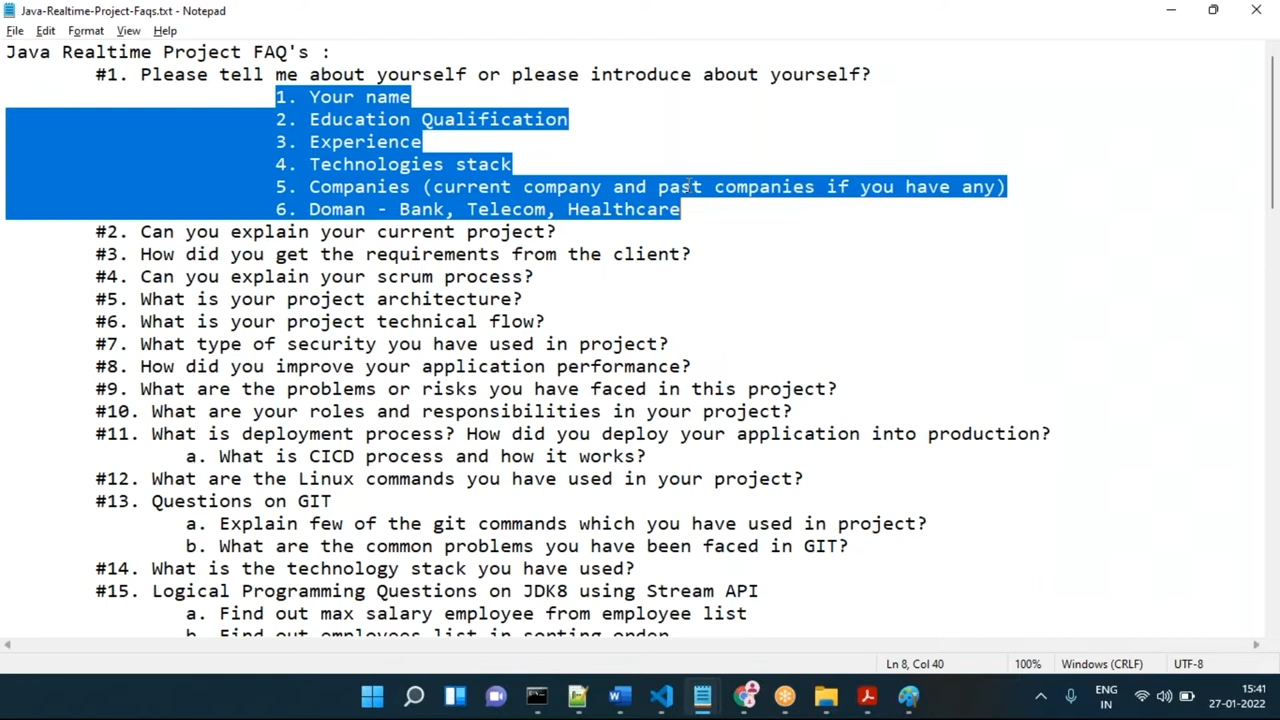 Java-Realtime-Project-Faqs.txt - Notepad
File Edit Format View Help
Java Realtime Project FAQ's :
#1. Please tell me about yourself or please introduce about yourself?
1. Your name
2. Education Qualification
3. Experience
4. Technologies stack
5. Companies (current company and past companies if you have any)
6. Doman - Bank, Telecom, Healthcare
#2. Can you explain your current project?
#3. How did you get the requirements from the client?
#4. Can you explain your scrum process?
#5. What is your project architecture?
#6. What is your project technical flow?
#7. What type of security you have used in project?
#8. How did you improve your application performance?
#9. What are the problems or risks you have faced in this project?
#10. What are your roles and responsibilities in your project?
#11. What is deployment process? How did you deploy your application into production?
a. What is CICD process and how it works?
#12. What are the Linux commands you have used in your project?
#13. Questions on GIT
a. Explain few of the git commands which you have used in project?
b. What are the common problems you have been faced in GIT?
#14. What is the technology stack you have used?
#15. Logical Programming Questions on JDK8 using Stream API
a. Find out max salary employee from employee list
b. Find out employees list in sorting order
Ln 8, Col 40 100% Windows (CRLF) UTF-8
ENG 15:41
IN 27-01-2022